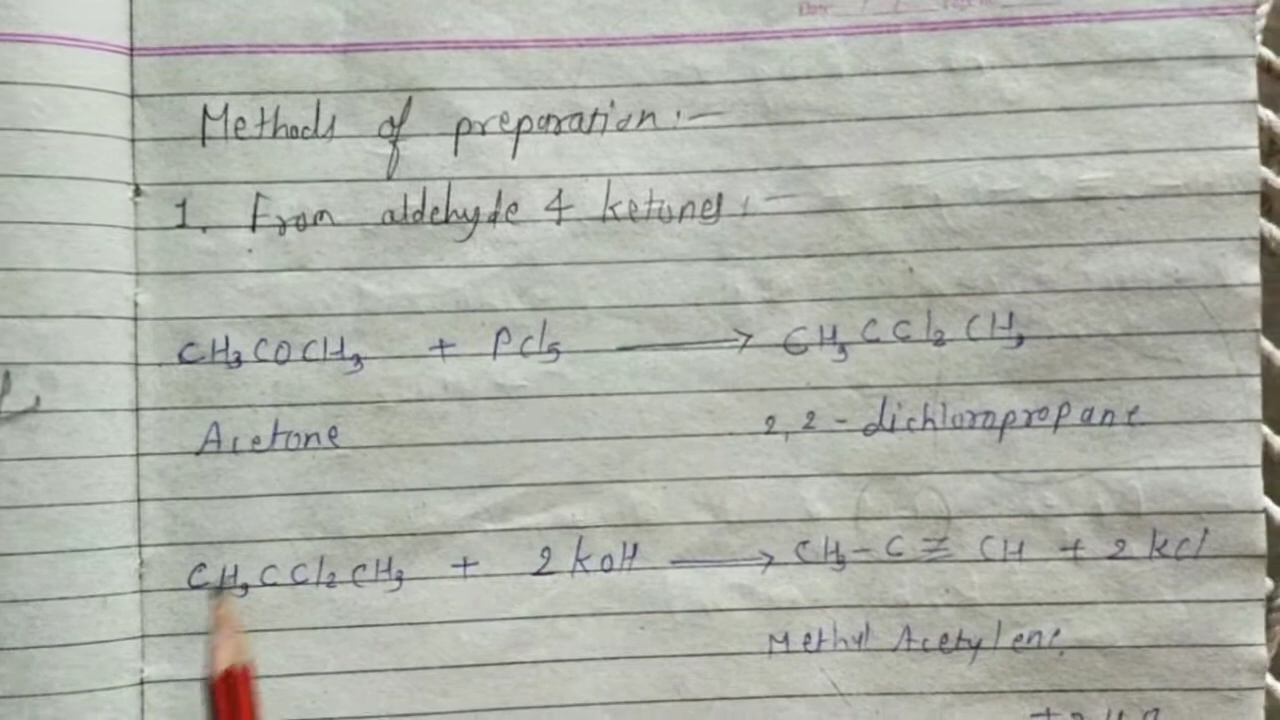 Methods of preparation :-
1. From aldehyde & ketones :-
CH₃COCH₃ + PCl₅ ⟶ CH₃CCl₂CH₃
Acetone 2,2-dichloropropane
CH₃CCl₂CH₃ + 2KOH ⟶ CH₃-C≡CH + 2KCl
Methyl Acetylene